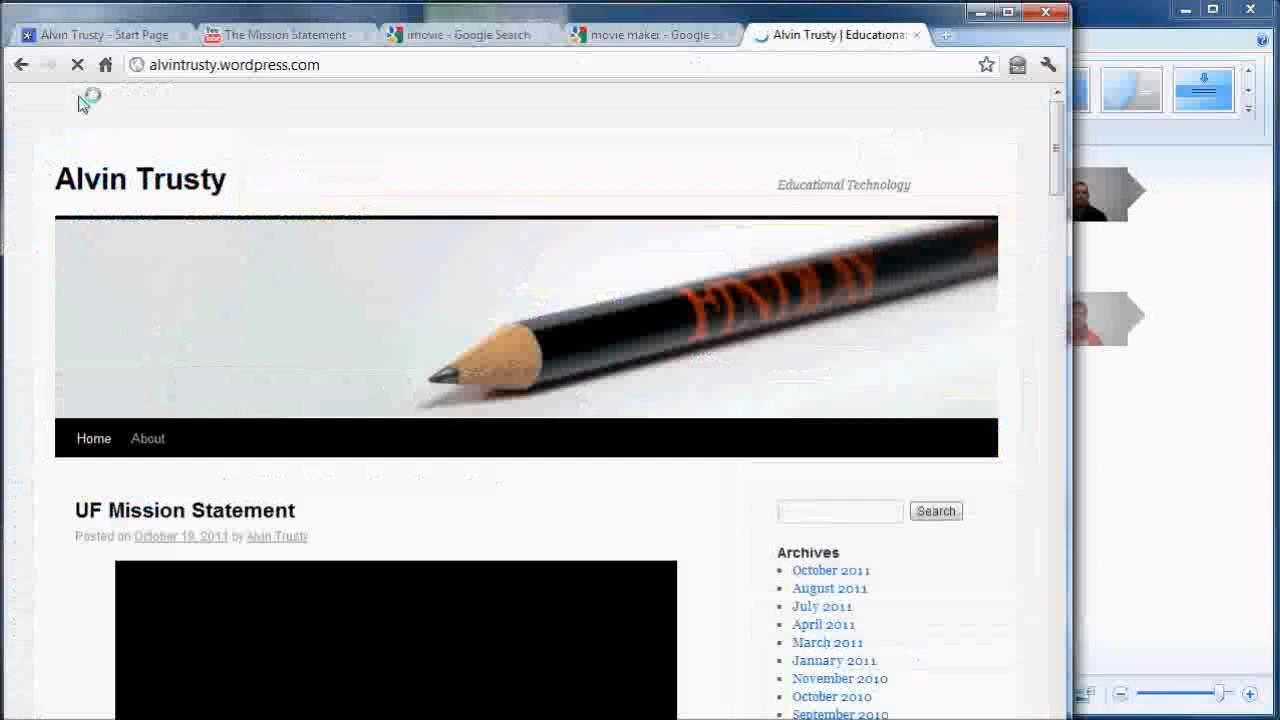 Alvin Trusty - Start Page
The Mission Statement -
imovie - Google Search
movie maker - Google S
Alvin Trusty | Educationa
alvintrusty.wordpress.com
Alvin Trusty
Educational Technology
FINDLAY
Home
About
UF Mission Statement
Posted on October 19, 2011 by Alvin Trusty
Search
Archives
October 2011
August 2011
July 2011
April 2011
March 2011
January 2011
November 2010
October 2010
September 2010